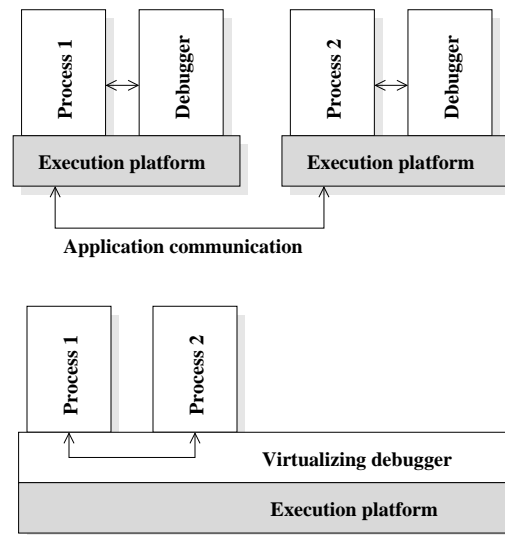 Process 1
Debugger
Process 2
Debugger
Execution platform
Execution platform
Application communication
Process 1
Process 2
Virtualizing debugger
Execution platform